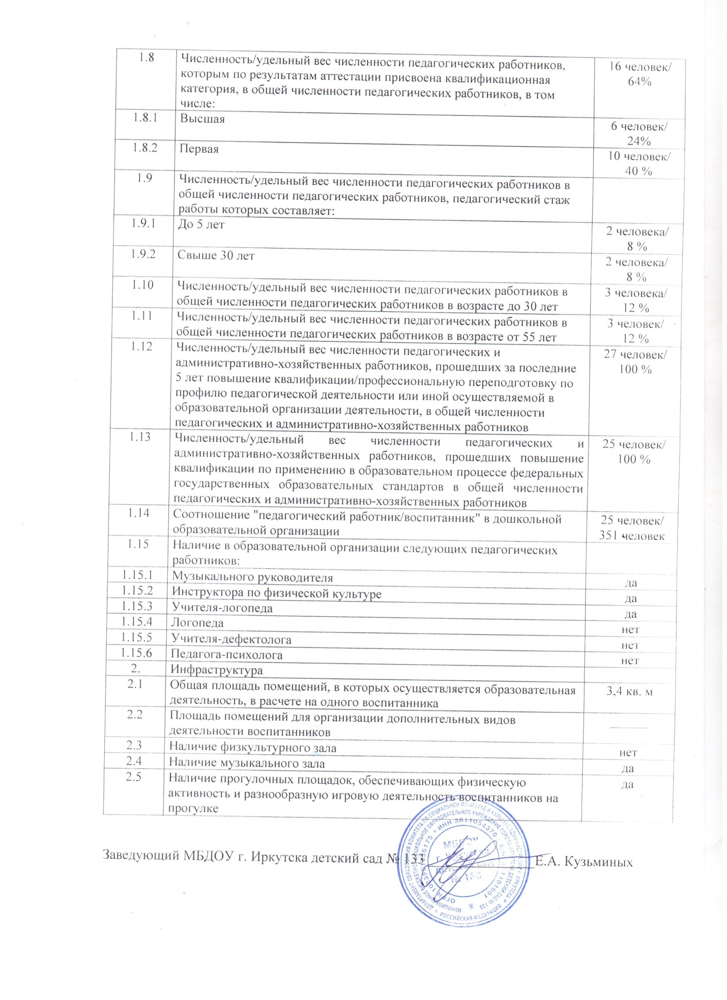 1.8
Численность/удельный вес численности педагогических работников,
которым по результатам аттестации присвоена квалификационная
категория, в общей численности педагогических работников, в том
числе:
16 человек/
64%
1.8.1
Высшая
6 человек/
24%
1.8.2
Первая
10 человек/
40 %
1.9
Численность/удельный вес численности педагогических работников в
общей численности педагогических работников, педагогический стаж
работы которых составляет:
1.9.1
До 5 лет
2 человека/
8 %
1.9.2
Свыше 30 лет
2 человека/
8 %
1.10
Численность/удельный вес численности педагогических работников в
общей численности педагогических работников в возрасте до 30 лет
3 человека/
12 %
1.11
Численность/удельный вес численности педагогических работников в
общей численности педагогических работников в возрасте от 55 лет
3 человек/
12 %
1.12
Численность/удельный вес численности педагогических и
административно-хозяйственных работников, прошедших за последние
5 лет повышение квалификации/профессиональную переподготовку по
профилю педагогической деятельности или иной осуществляемой в
образовательной организации деятельности, в общей численности
педагогических и административно-хозяйственных работников
27 человек/
100 %
1.13
Численность/удельный вес численности педагогических и
административно-хозяйственных работников, прошедших повышение
квалификации по применению в образовательном процессе федеральных
государственных образовательных стандартов в общей численности
педагогических и административно-хозяйственных работников
25 человек/
100 %
1.14
Соотношение "педагогический работник/воспитанник" в дошкольной
образовательной организации
25 человек/
351 человек
1.15
Наличие в образовательной организации следующих педагогических
работников:
1.15.1
Музыкального руководителя
да
1.15.2
Инструктора по физической культуре
да
1.15.3
Учителя-логопеда
да
1.15.4
Логопеда
нет
1.15.5
Учителя-дефектолога
нет
1.15.6
Педагога-психолога
нет
2.
Инфраструктура
2.1
Общая площадь помещений, в которых осуществляется образовательная
деятельность, в расчете на одного воспитанника
3,4 кв. м
2.2
Площадь помещений для организации дополнительных видов
деятельности воспитанников
2.3
Наличие физкультурного зала
нет
2.4
Наличие музыкального зала
да
2.5
Наличие прогулочных площадок, обеспечивающих физическую
активность и разнообразную игровую деятельность воспитанников на
прогулке
да
Заведующий МБДОУ г. Иркутска детский сад № 133 Е.А. Кузьминых
ИНН 3811054370
МБДОУ
№ 133
РОССИЙСКАЯ ФЕДЕРАЦИЯ